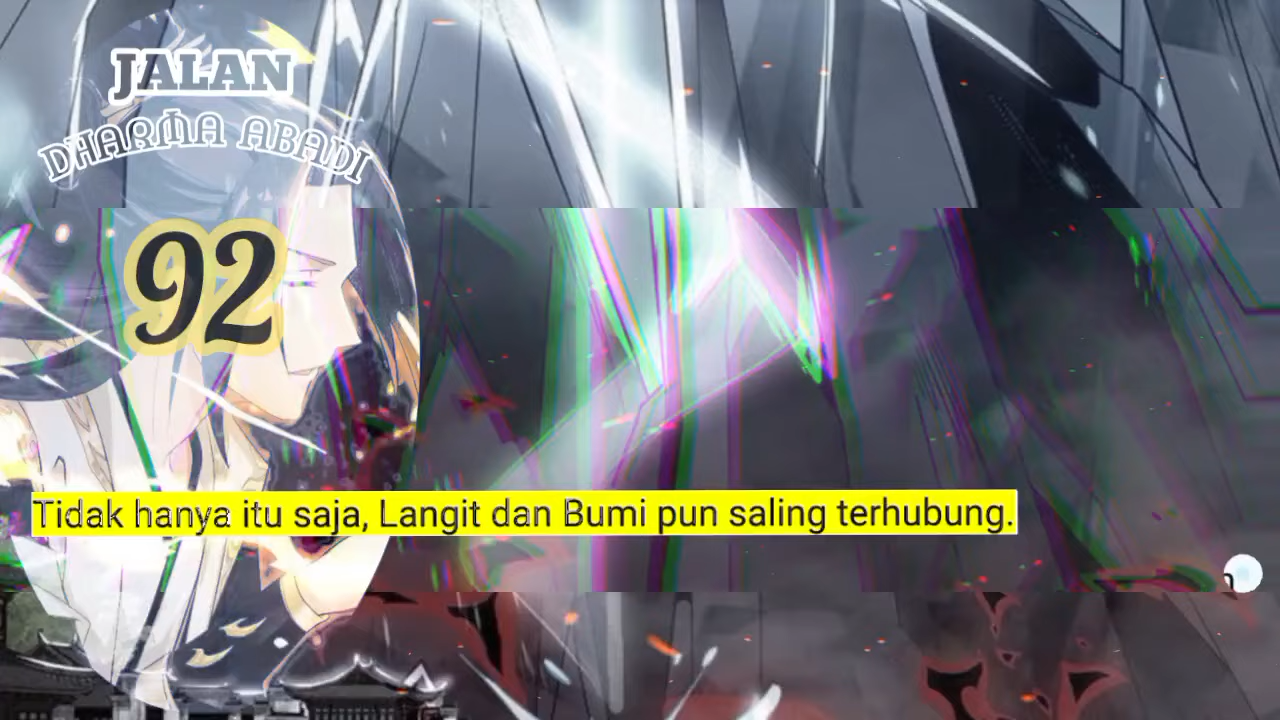 JALAN
DHARMA ABADI
92
Tidak hanya itu saja, Langit dan Bumi pun saling terhubung.